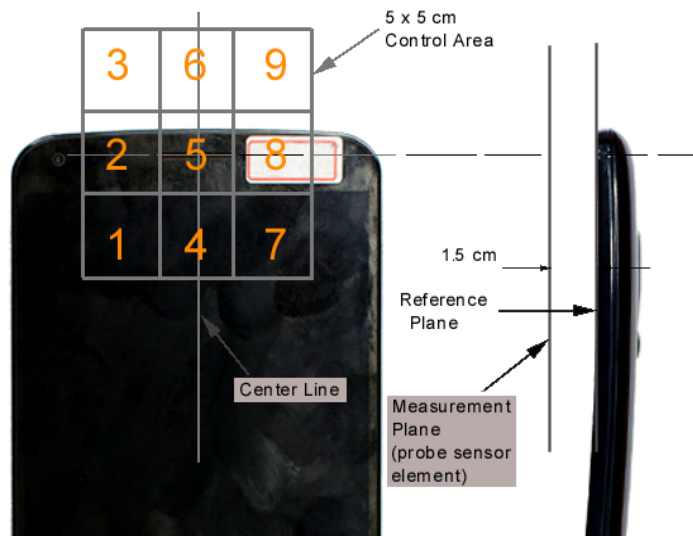 5 x 5 cm
Control Area
3 6 9
2 5 8
1 4 7
1.5 cm
Reference
Plane
Center Line
Measurement
Plane
(probe sensor
element)